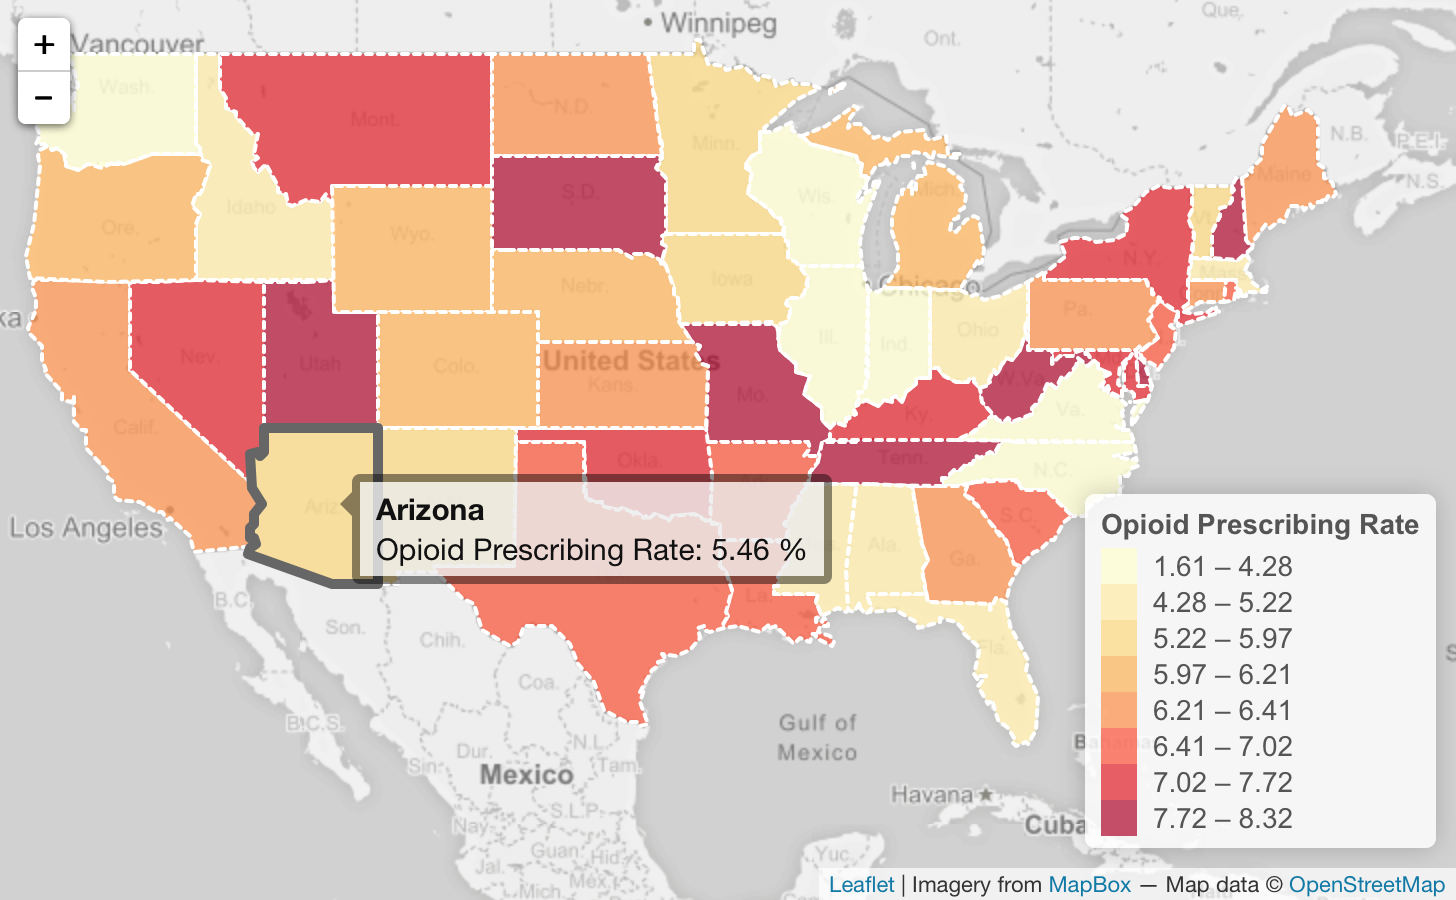 +
−
Vancouver
Winnipeg
Ont.
Que.
N.B.
P.E.I.
N.S.
Wash.
Mont.
N.D.
Minn.
Maine
Ore.
Idaho
Wyo.
S.D.
Wis.
Mich.
Vt.
N.Y.
Mass.
Conn.
Nebr.
Iowa
Chicago
Ohio
Pa.
Ill.
Ind.
ka
Nev.
Utah
Colo.
United States
Kans.
Mo.
W.Va.
Ky.
Va.
Calif.
Okla.
Tenn.
N.C.
Los Angeles
Ariz
Arizona
Opioid Prescribing Rate: 5.46 %
Ala.
Ga.
S.C.
La.
Fla.
B.C.
Son.
Chih.
Coa.
B.C.S.
Sin.
Dur.
N.L.
Tam.
Mexico
Gulf of
Mexico
S.L.P.
Nay.
Guan.
Hid.
Jal.
Mich.
Mex.
Yuc.
Havana
Cuba
Bahamas
Haiti
Opioid Prescribing Rate
1.61 – 4.28
4.28 – 5.22
5.22 – 5.97
5.97 – 6.21
6.21 – 6.41
6.41 – 7.02
7.02 – 7.72
7.72 – 8.32
Leaflet | Imagery from MapBox — Map data © OpenStreetMap